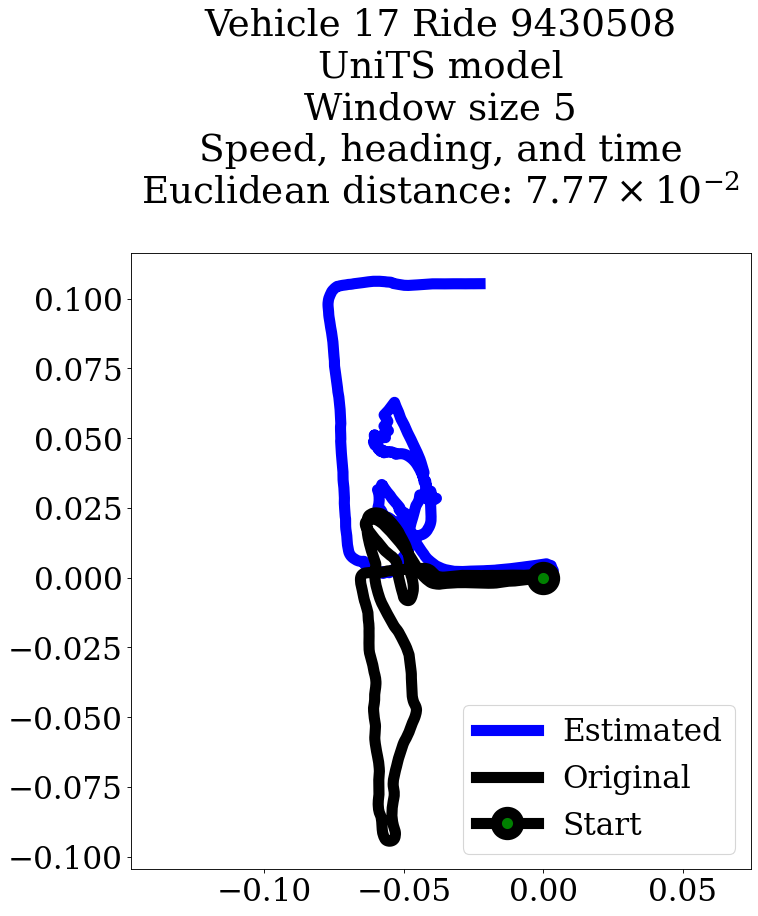 Vehicle 17 Ride 9430508
UniTS model
Window size 5
Speed, heading, and time
Euclidean distance: 7.77 × 10⁻²
0.100
0.075
0.050
0.025
0.000
−0.025
−0.050
−0.075
−0.100
Estimated
Original
Start
−0.10 −0.05 0.00 0.05